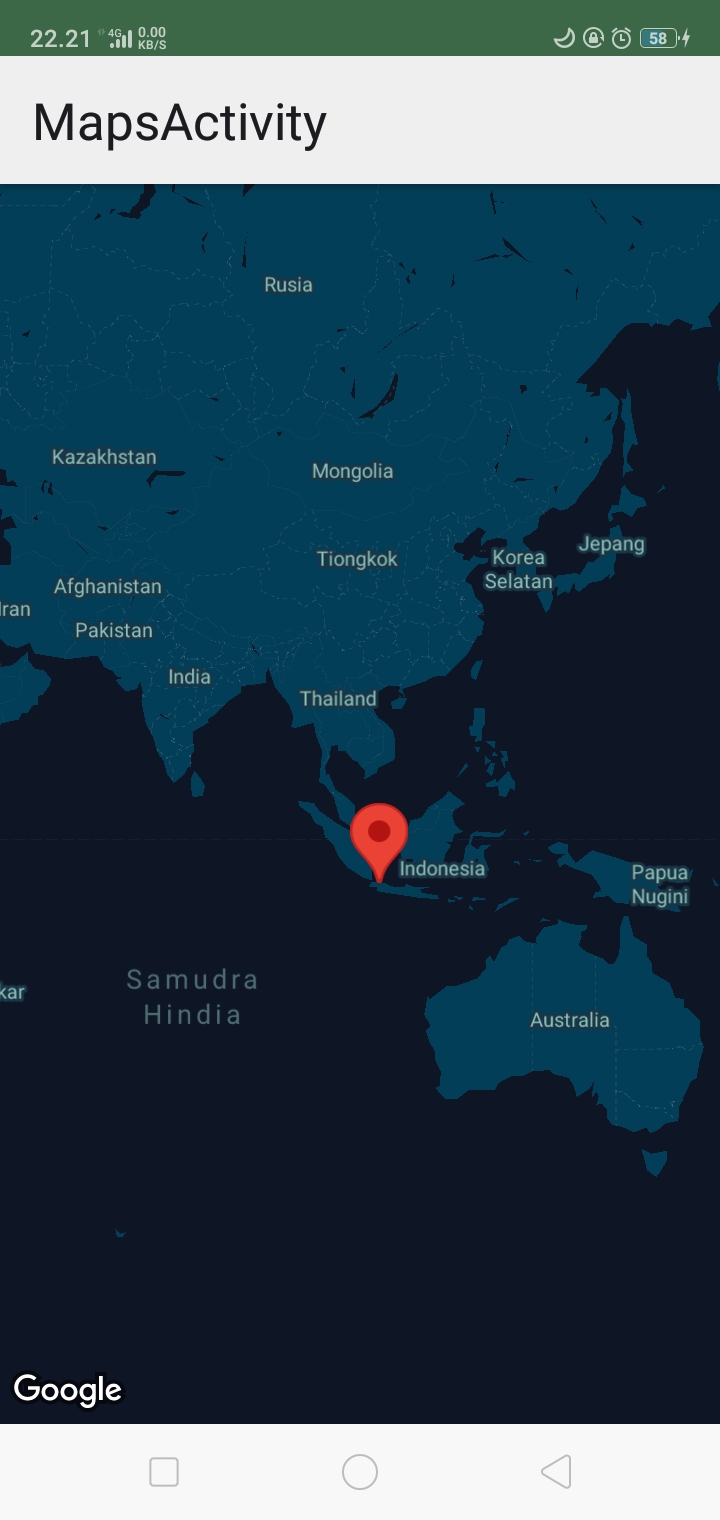 22.21
4G
0.00
KB/S
58
MapsActivity
Rusia
Kazakhstan
Mongolia
Tiongkok
Korea
Selatan
Jepang
Afghanistan
Iran
Pakistan
India
Thailand
Indonesia
Papua
Nugini
Samudra
Hindia
kar
Australia
Google